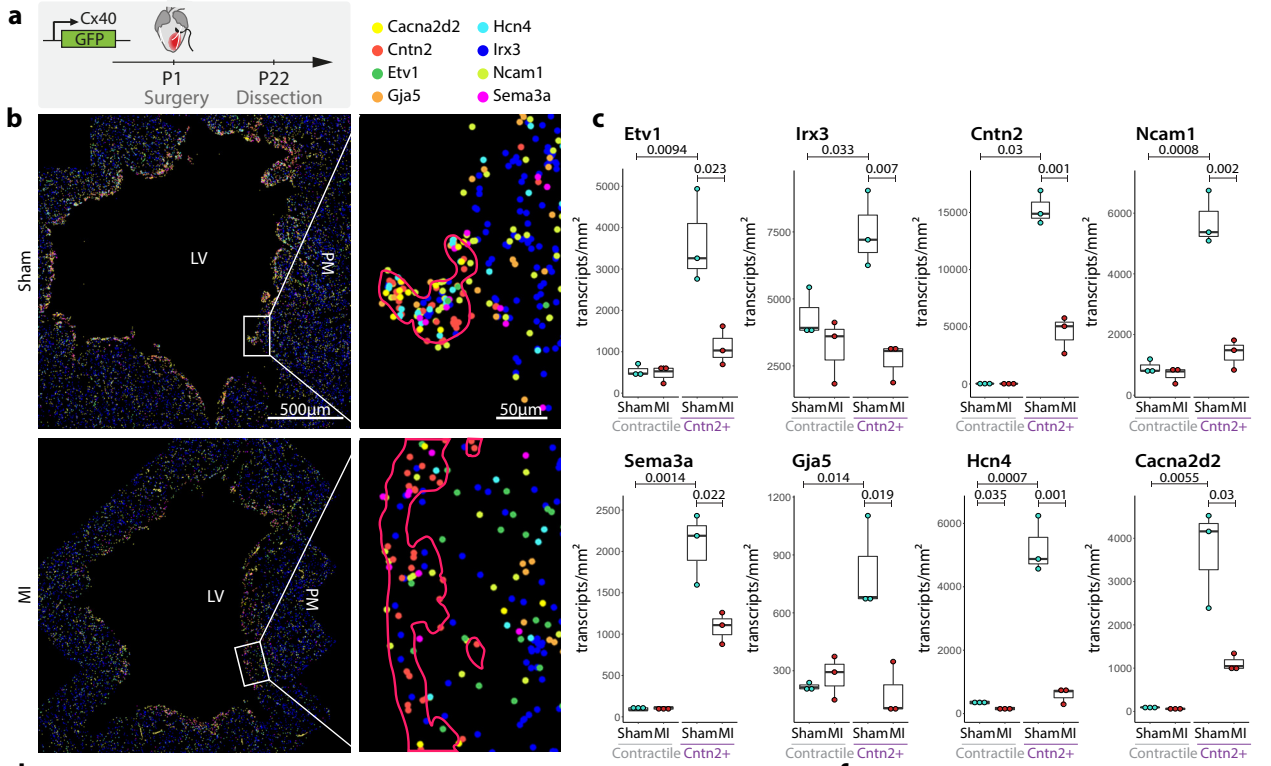 a
Cx40
GFP
P1
P22
Surgery
Dissection
Cacna2d2
Hcn4
Cntn2
Irx3
Etv1
Ncam1
Gja5
Sema3a
b
Sham
LV
PM
500µm
50µm
MI
LV
PM
c
Etv1
0.0094
0.023
transcripts/mm²
5000
4000
3000
2000
1000
0
Sham MI Sham MI
Contractile Cntn2+
Irx3
0.033
0.007
transcripts/mm²
7500
5000
2500
Sham MI Sham MI
Contractile Cntn2+
Cntn2
0.03
0.001
transcripts/mm²
15000
10000
5000
0
Sham MI Sham MI
Contractile Cntn2+
Ncam1
0.0008
0.002
transcripts/mm²
6000
4000
2000
0
Sham MI Sham MI
Contractile Cntn2+
Sema3a
0.0014
0.022
transcripts/mm²
2500
2000
1500
1000
500
0
Sham MI Sham MI
Contractile Cntn2+
Gja5
0.014
0.019
transcripts/mm²
1200
900
600
300
Sham MI Sham MI
Contractile Cntn2+
Hcn4
0.0007
0.035
0.001
transcripts/mm²
6000
4000
2000
0
Sham MI Sham MI
Contractile Cntn2+
Cacna2d2
0.0055
0.03
transcripts/mm²
4000
3000
2000
1000
0
Sham MI Sham MI
Contractile Cntn2+